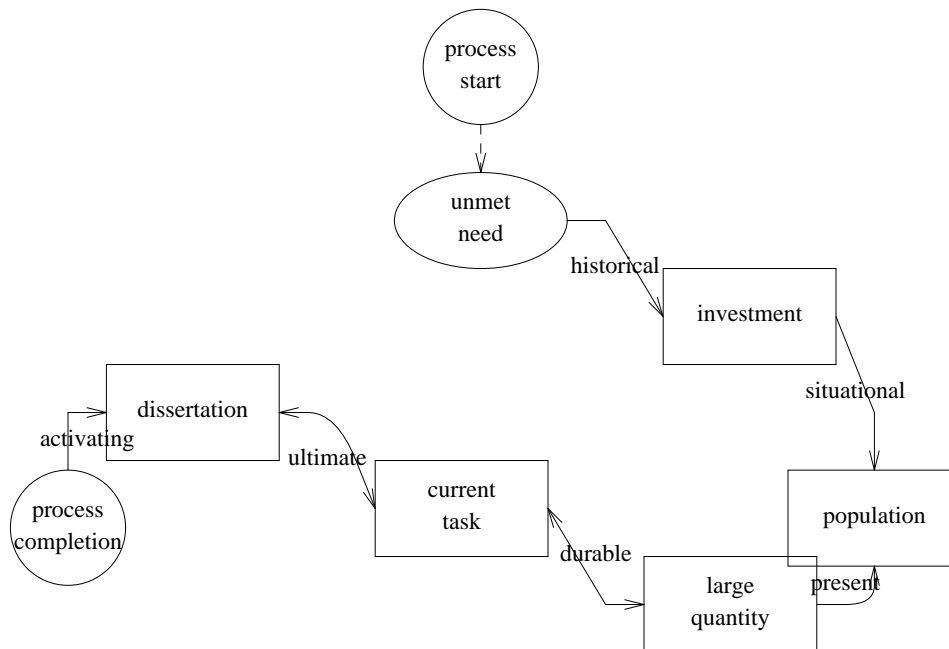 process
start
unmet
need
historical
investment
situational
dissertation
activating
ultimate
current
task
process
completion
population
durable
large
quantity
present